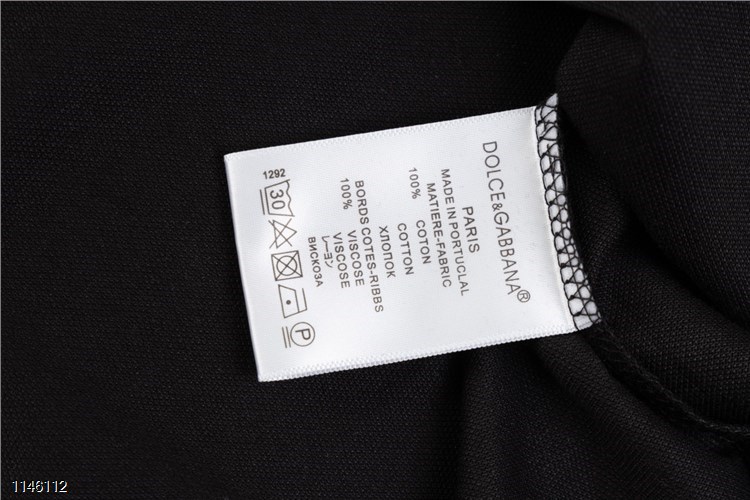 DOLCE&GABBANA®
PARIS
MADE IN PORTUCLAL
MATIERE-FABRIC
100% COTON
COTTON
ХЛОПОК
BORDS COTES-RIBBS
100% VISCOSE
VISCOSE
レーヨン
ВИСКОЗА
1292
30
P
1146112